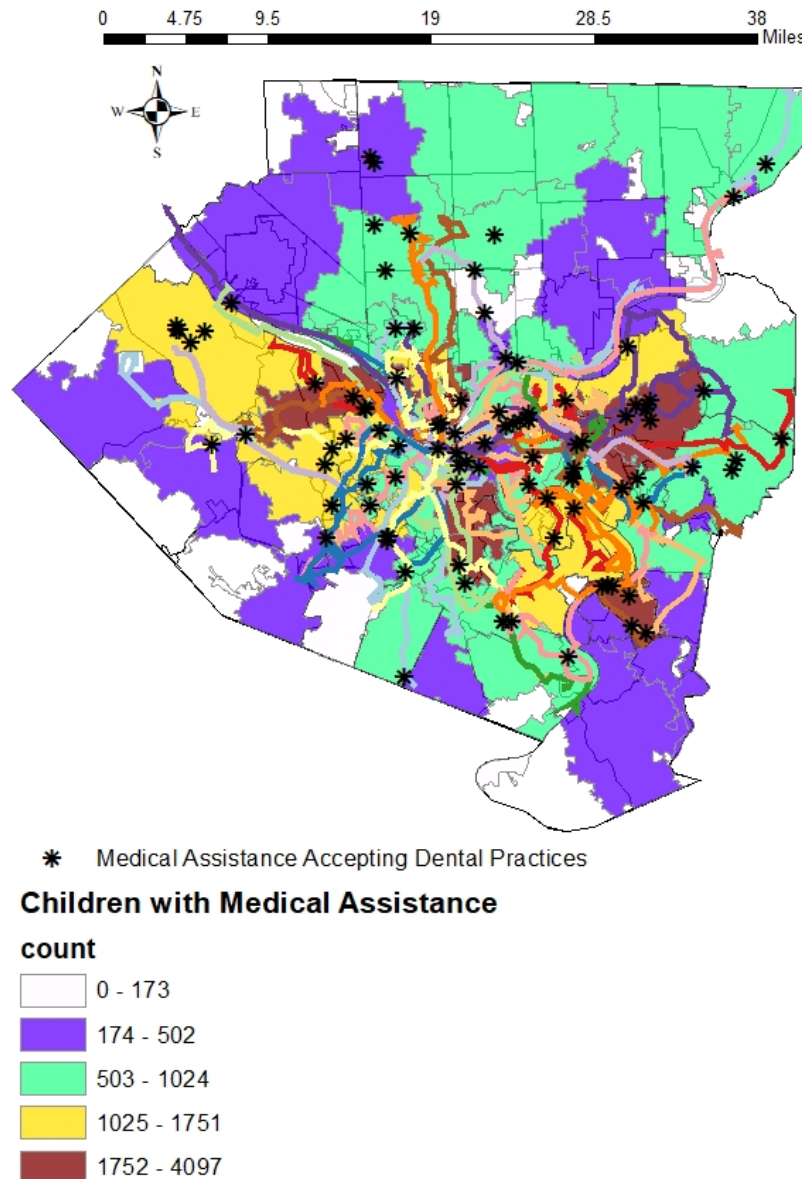 0 4.75 9.5 19 28.5 38
Miles
N
W E
S
Medical Assistance Accepting Dental Practices
Children with Medical Assistance
count
0 - 173
174 - 502
503 - 1024
1025 - 1751
1752 - 4097